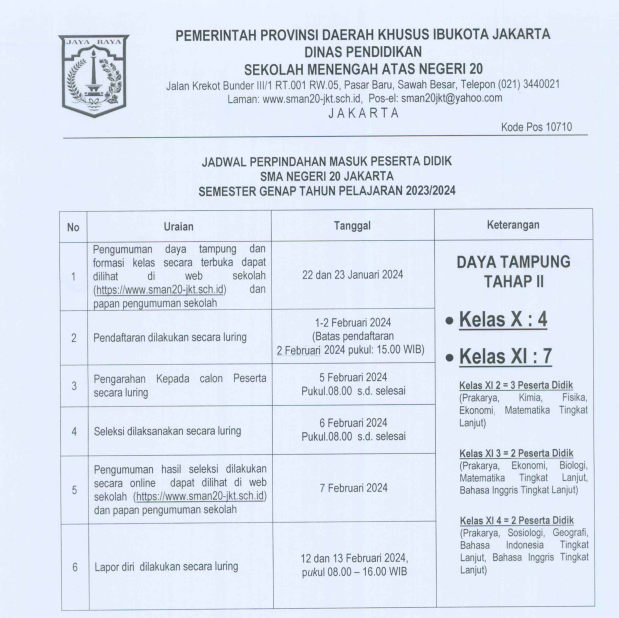 JAYA RAYA
PEMERINTAH PROVINSI DAERAH KHUSUS IBUKOTA JAKARTA
DINAS PENDIDIKAN
SEKOLAH MENENGAH ATAS NEGERI 20
Jalan Krekot Bunder III/1 RT.001 RW.05, Pasar Baru, Sawah Besar, Telepon (021) 3440021
Laman: www.sman20-jkt.sch.id, Pos-el: sman20jkt@yahoo.com
J A K A R T A
Kode Pos 10710
JADWAL PERPINDAHAN MASUK PESERTA DIDIK
SMA NEGERI 20 JAKARTA
SEMESTER GENAP TAHUN PELAJARAN 2023/2024
No Uraian Tanggal Keterangan
1
Pengumuman daya tampung dan
formasi kelas secara terbuka dapat
dilihat di web sekolah
(https://www.sman20-jkt.sch.id) dan
papan pengumuman sekolah
22 dan 23 Januari 2024
2
Pendaftaran dilakukan secara luring
1-2 Februari 2024
(Batas pendaftaran
2 Februari 2024 pukul: 15.00 WIB)
3
Pengarahan Kepada calon Peserta
secara luring
5 Februari 2024
Pukul.08.00 s.d. selesai
4
Seleksi dilaksanakan secara luring
6 Februari 2024
Pukul.08.00 s.d. selesai
5
Pengumuman hasil seleksi dilakukan
secara online dapat dilihat di web
sekolah (https://www.sman20-jkt.sch.id)
dan papan pengumuman sekolah
7 Februari 2024
6
Lapor diri dilakukan secara luring
12 dan 13 Februari 2024,
pukul 08.00 – 16.00 WIB
DAYA TAMPUNG
TAHAP II
• Kelas X : 4
• Kelas XI : 7
Kelas XI 2 = 3 Peserta Didik
(Prakarya, Kimia, Fisika,
Ekonomi, Matematika Tingkat
Lanjut)
Kelas XI 3 = 2 Peserta Didik
(Prakarya, Ekonomi, Biologi,
Matematika Tingkat Lanjut,
Bahasa Inggris Tingkat Lanjut)
Kelas XI 4 = 2 Peserta Didik
(Prakarya, Sosiologi, Geografi,
Bahasa Indonesia Tingkat
Lanjut, Bahasa Inggris Tingkat
Lanjut)